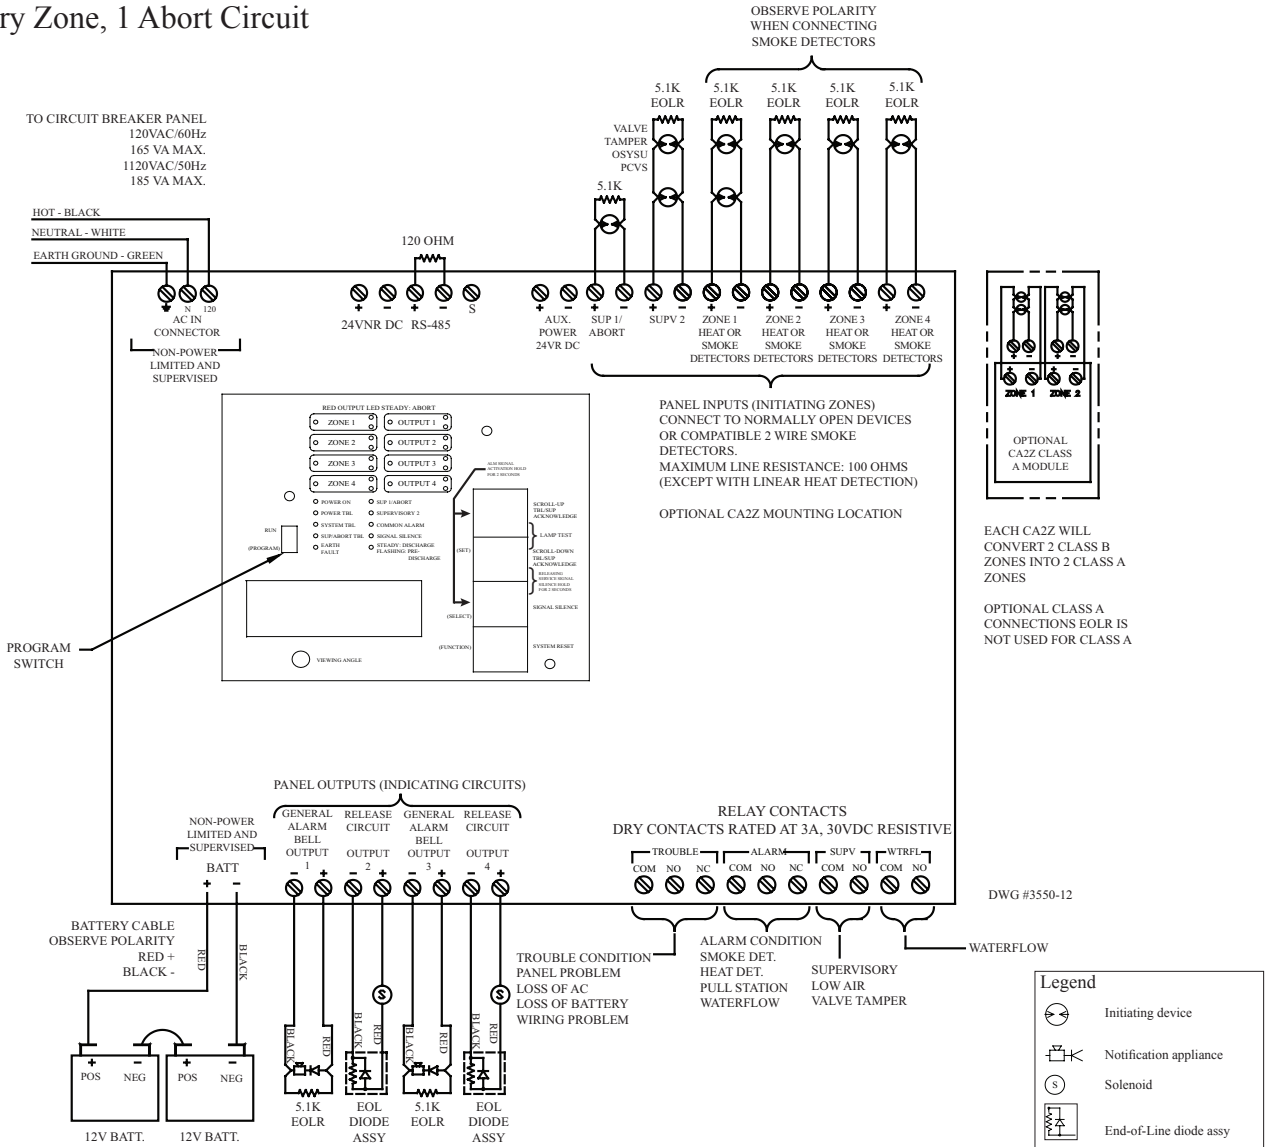 ry Zone, 1 Abort Circuit
OBSERVE POLARITY
WHEN CONNECTING
SMOKE DETECTORS
5.1K
EOLR
5.1K
EOLR
5.1K
EOLR
5.1K
EOLR
5.1K
EOLR
TO CIRCUIT BREAKER PANEL
120VAC/60Hz
165 VA MAX.
1120VAC/50Hz
185 VA MAX.
VALVE
TAMPER
OSYSU
PCVS
5.1K
HOT - BLACK
NEUTRAL - WHITE
EARTH GROUND - GREEN
120 OHM
N 120
AC IN
CONNECTOR
NON-POWER
LIMITED AND
SUPERVISED
+ - + - S
24VNR DC RS-485
+ - + - + - + - + - + - + -
AUX.
POWER
24VR DC
SUP 1/
ABORT
SUPV 2
ZONE 1
HEAT OR
SMOKE
DETECTORS
ZONE 2
HEAT OR
SMOKE
DETECTORS
ZONE 3
HEAT OR
SMOKE
DETECTORS
ZONE 4
HEAT OR
SMOKE
DETECTORS
+ - + -
+ - + -
ZONE 1 ZONE 2
OPTIONAL
CA2Z CLASS
A MODULE
PANEL INPUTS (INITIATING ZONES)
CONNECT TO NORMALLY OPEN DEVICES
OR COMPATIBLE 2 WIRE SMOKE
DETECTORS.
MAXIMUM LINE RESISTANCE: 100 OHMS
(EXCEPT WITH LINEAR HEAT DETECTION)
OPTIONAL CA2Z MOUNTING LOCATION
EACH CA2Z WILL
CONVERT 2 CLASS B
ZONES INTO 2 CLASS A
ZONES
OPTIONAL CLASS A
CONNECTIONS EOLR IS
NOT USED FOR CLASS A
RED OUTPUT LED STEADY: ABORT
ZONE 1 OUTPUT 1
ZONE 2 OUTPUT 2
ZONE 3 OUTPUT 3
ZONE 4 OUTPUT 4
POWER ON
POWER TBL
SYSTEM TBL
SUP/ABORT TBL
EARTH
FAULT
SUP 1/ABORT
SUPERVISORY 2
COMMON ALARM
SIGNAL SILENCE
STEADY: DISCHARGE
FLASHING: PRE-
DISCHARGE
RUN
(PROGRAM)
ALM SIGNAL
ACTIVATION HOLD
FOR 2 SECONDS
SCROLL-UP
TBL/SUP
ACKNOWLEDGE
LAMP TEST
(SET)
SCROLL-DOWN
TBL/SUP
ACKNOWLEDGE
RELEASING
SERVICE/SIGNAL
SILENCE HOLD
FOR 2 SECONDS
SIGNAL SILENCE
(SELECT)
(FUNCTION)
SYSTEM RESET
VIEWING ANGLE
PROGRAM
SWITCH
PANEL OUTPUTS (INDICATING CIRCUITS)
NON-POWER
LIMITED AND
SUPERVISED
BATT
+ -
GENERAL
ALARM
BELL
OUTPUT
1
- +
RELEASE
CIRCUIT
OUTPUT
2
- +
GENERAL
ALARM
BELL
OUTPUT
3
- +
RELEASE
CIRCUIT
OUTPUT
4
- +
RELAY CONTACTS
DRY CONTACTS RATED AT 3A, 30VDC RESISTIVE
TROUBLE ALARM SUPV WTRFL
COM NO NC COM NO NC COM NO COM NO
DWG #3550-12
BATTERY CABLE
OBSERVE POLARITY
RED +
BLACK -
RED
BLACK
TROUBLE CONDITION
PANEL PROBLEM
LOSS OF AC
LOSS OF BATTERY
WIRING PROBLEM
ALARM CONDITION
SMOKE DET.
HEAT DET.
PULL STATION
WATERFLOW
SUPERVISORY
LOW AIR
VALVE TAMPER
WATERFLOW
S
S
BLACK
RED
BLACK
RED
BLACK
RED
BLACK
RED
+ -
POS NEG
+ -
POS NEG
12V BATT. 12V BATT.
5.1K
EOLR
EOL
DIODE
ASSY
5.1K
EOLR
EOL
DIODE
ASSY
Legend
Initiating device
Notification appliance
S Solenoid
End-of-Line diode assy